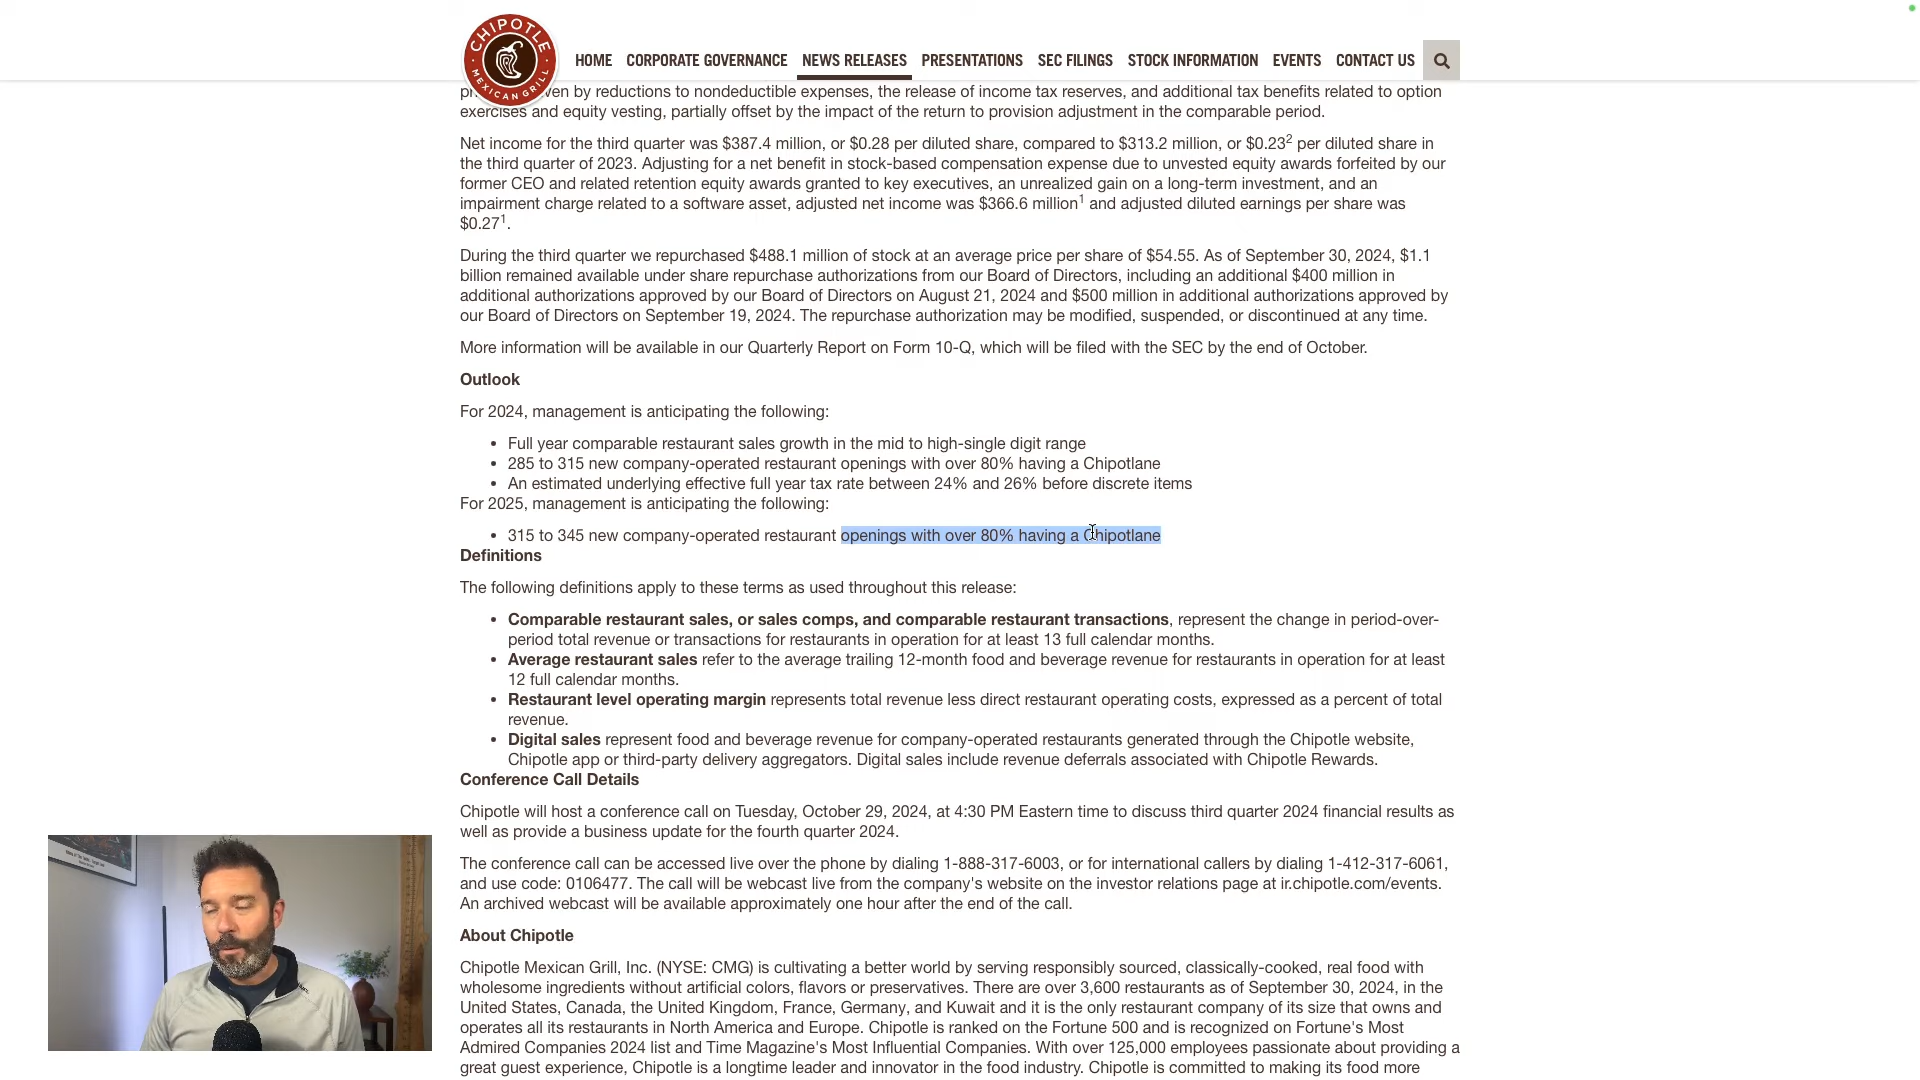 CHIPOTLE
MEXICAN GRILL
HOME CORPORATE GOVERNANCE NEWS RELEASES PRESENTATIONS SEC FILINGS STOCK INFORMATION EVENTS CONTACT US
by reductions to nondeductible expenses, the release of income tax reserves, and additional tax benefits related to option
exercises and equity vesting, partially offset by the impact of the return to provision adjustment in the comparable period.
Net income for the third quarter was $387.4 million, or $0.28 per diluted share, compared to $313.2 million, or $0.23² per diluted share in
the third quarter of 2023. Adjusting for a net benefit in stock-based compensation expense due to unvested equity awards forfeited by our
former CEO and related retention equity awards granted to key executives, an unrealized gain on a long-term investment, and an
impairment charge related to a software asset, adjusted net income was $366.6 million¹ and adjusted diluted earnings per share was
$0.27¹.
During the third quarter we repurchased $488.1 million of stock at an average price per share of $54.55. As of September 30, 2024, $1.1
billion remained available under share repurchase authorizations from our Board of Directors, including an additional $400 million in
additional authorizations approved by our Board of Directors on August 21, 2024 and $500 million in additional authorizations approved by
our Board of Directors on September 19, 2024. The repurchase authorization may be modified, suspended, or discontinued at any time.
More information will be available in our Quarterly Report on Form 10-Q, which will be filed with the SEC by the end of October.
Outlook
For 2024, management is anticipating the following:
• Full year comparable restaurant sales growth in the mid to high-single digit range
• 285 to 315 new company-operated restaurant openings with over 80% having a Chipotlane
• An estimated underlying effective full year tax rate between 24% and 26% before discrete items
For 2025, management is anticipating the following:
• 315 to 345 new company-operated restaurant openings with over 80% having a Chipotlane
Definitions
The following definitions apply to these terms as used throughout this release:
• Comparable restaurant sales, or sales comps, and comparable restaurant transactions, represent the change in period-over-
period total revenue or transactions for restaurants in operation for at least 13 full calendar months.
• Average restaurant sales refer to the average trailing 12-month food and beverage revenue for restaurants in operation for at least
12 full calendar months.
• Restaurant level operating margin represents total revenue less direct restaurant operating costs, expressed as a percent of total
revenue.
• Digital sales represent food and beverage revenue for company-operated restaurants generated through the Chipotle website,
Chipotle app or third-party delivery aggregators. Digital sales include revenue deferrals associated with Chipotle Rewards.
Conference Call Details
Chipotle will host a conference call on Tuesday, October 29, 2024, at 4:30 PM Eastern time to discuss third quarter 2024 financial results as
well as provide a business update for the fourth quarter 2024.
The conference call can be accessed live over the phone by dialing 1-888-317-6003, or for international callers by dialing 1-412-317-6061,
and use code: 0106477. The call will be webcast live from the company's website on the investor relations page at ir.chipotle.com/events.
An archived webcast will be available approximately one hour after the end of the call.
About Chipotle
Chipotle Mexican Grill, Inc. (NYSE: CMG) is cultivating a better world by serving responsibly sourced, classically-cooked, real food with
wholesome ingredients without artificial colors, flavors or preservatives. There are over 3,600 restaurants as of September 30, 2024, in the
United States, Canada, the United Kingdom, France, Germany, and Kuwait and it is the only restaurant company of its size that owns and
operates all its restaurants in North America and Europe. Chipotle is ranked on the Fortune 500 and is recognized on Fortune's Most
Admired Companies 2024 list and Time Magazine's Most Influential Companies. With over 125,000 employees passionate about providing a
great guest experience, Chipotle is a longtime leader and innovator in the food industry. Chipotle is committed to making its food more